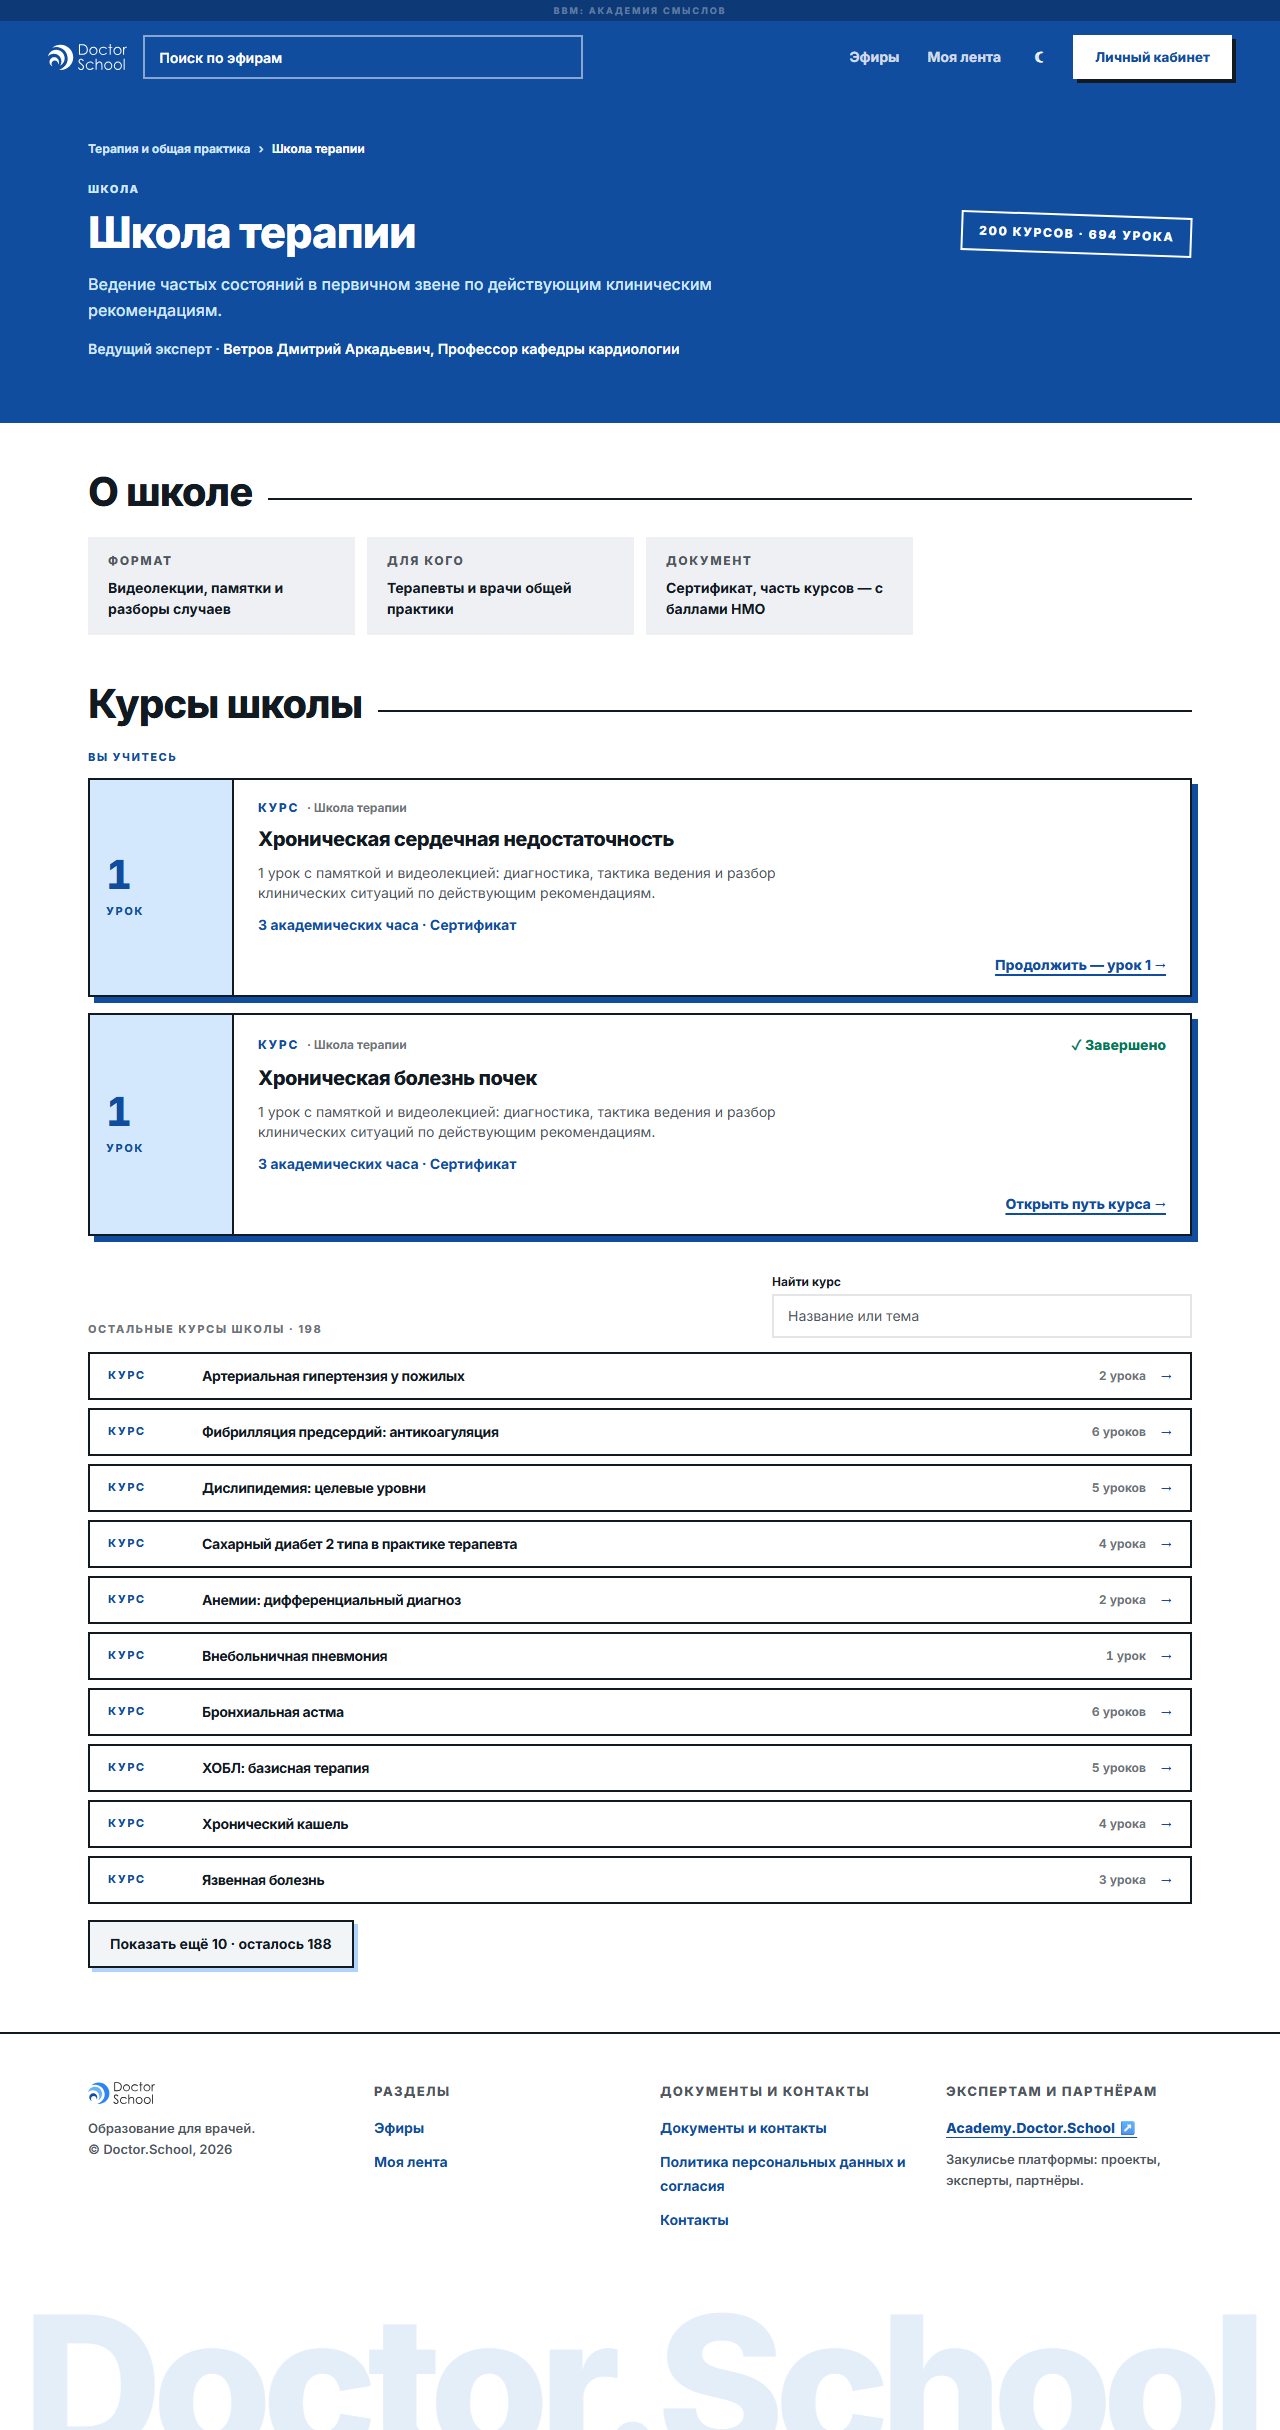 ВВМ: АКАДЕМИЯ СМЫСЛОВ
Doctor
School
Поиск по эфирам
Эфиры
Моя лента
Личный кабинет
Терапия и общая практика › Школа терапии
ШКОЛА
Школа терапии
200 КУРСОВ · 694 УРОКА
Ведение частых состояний в первичном звене по действующим клиническим
рекомендациям.
Ведущий эксперт · Ветров Дмитрий Аркадьевич, Профессор кафедры кардиологии
О школе
ФОРМАТ
Видеолекции, памятки и
разборы случаев
ДЛЯ КОГО
Терапевты и врачи общей
практики
ДОКУМЕНТ
Сертификат, часть курсов — с
баллами НМО
Курсы школы
ВЫ УЧИТЕСЬ
1
УРОК
КУРС · Школа терапии
Хроническая сердечная недостаточность
1 урок с памяткой и видеолекцией: диагностика, тактика ведения и разбор
клинических ситуаций по действующим рекомендациям.
3 академических часа · Сертификат
Продолжить — урок 1 →
1
УРОК
КУРС · Школа терапии
✓ Завершено
Хроническая болезнь почек
1 урок с памяткой и видеолекцией: диагностика, тактика ведения и разбор
клинических ситуаций по действующим рекомендациям.
3 академических часа · Сертификат
Открыть путь курса →
ОСТАЛЬНЫЕ КУРСЫ ШКОЛЫ · 198
Найти курс
Название или тема
КУРС Артериальная гипертензия у пожилых 2 урока →
КУРС Фибрилляция предсердий: антикоагуляция 6 уроков →
КУРС Дислипидемия: целевые уровни 5 уроков →
КУРС Сахарный диабет 2 типа в практике терапевта 4 урока →
КУРС Анемии: дифференциальный диагноз 2 урока →
КУРС Внебольничная пневмония 1 урок →
КУРС Бронхиальная астма 6 уроков →
КУРС ХОБЛ: базисная терапия 5 уроков →
КУРС Хронический кашель 4 урока →
КУРС Язвенная болезнь 3 урока →
Показать ещё 10 · осталось 188
Doctor
School
Образование для врачей.
© Doctor.School, 2026
РАЗДЕЛЫ
Эфиры
Моя лента
ДОКУМЕНТЫ И КОНТАКТЫ
Документы и контакты
Политика персональных данных и
согласия
Контакты
ЭКСПЕРТАМ И ПАРТНЁРАМ
Academy.Doctor.School ↗
Закулисье платформы: проекты,
эксперты, партнёры.
Doctor.School